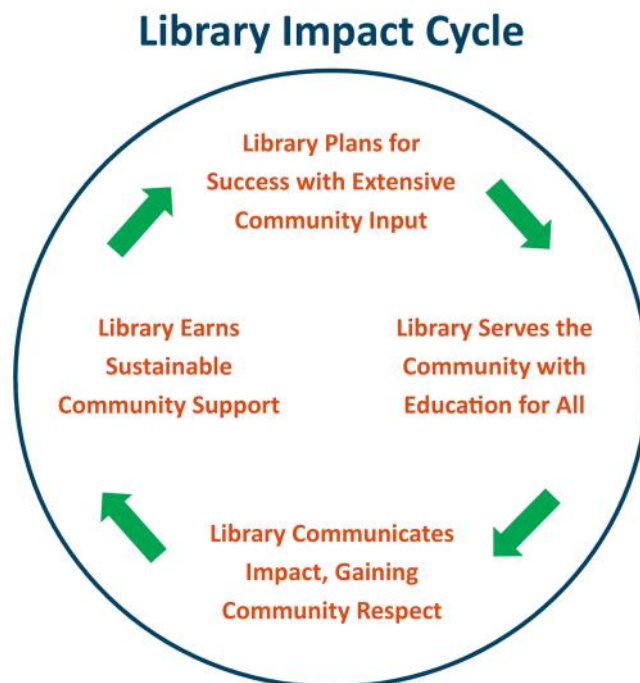 Library Impact Cycle
Library Plans for
Success with Extensive
Community Input
Library Serves the
Community with
Education for All
Library Communicates
Impact, Gaining
Community Respect
Library Earns
Sustainable
Community Support